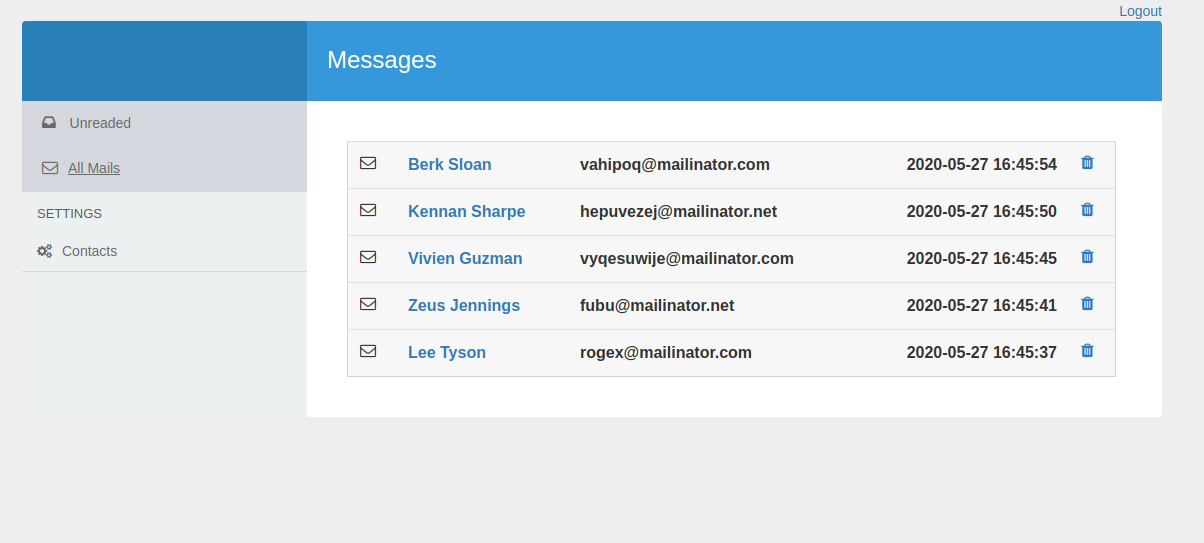 Logout
Messages
Unreaded
All Mails
SETTINGS
Contacts
Berk Sloan vahipoq@mailinator.com 2020-05-27 16:45:54
Kennan Sharpe hepuvezej@mailinator.net 2020-05-27 16:45:50
Vivien Guzman vyqesuwije@mailinator.com 2020-05-27 16:45:45
Zeus Jennings fubu@mailinator.net 2020-05-27 16:45:41
Lee Tyson rogex@mailinator.com 2020-05-27 16:45:37